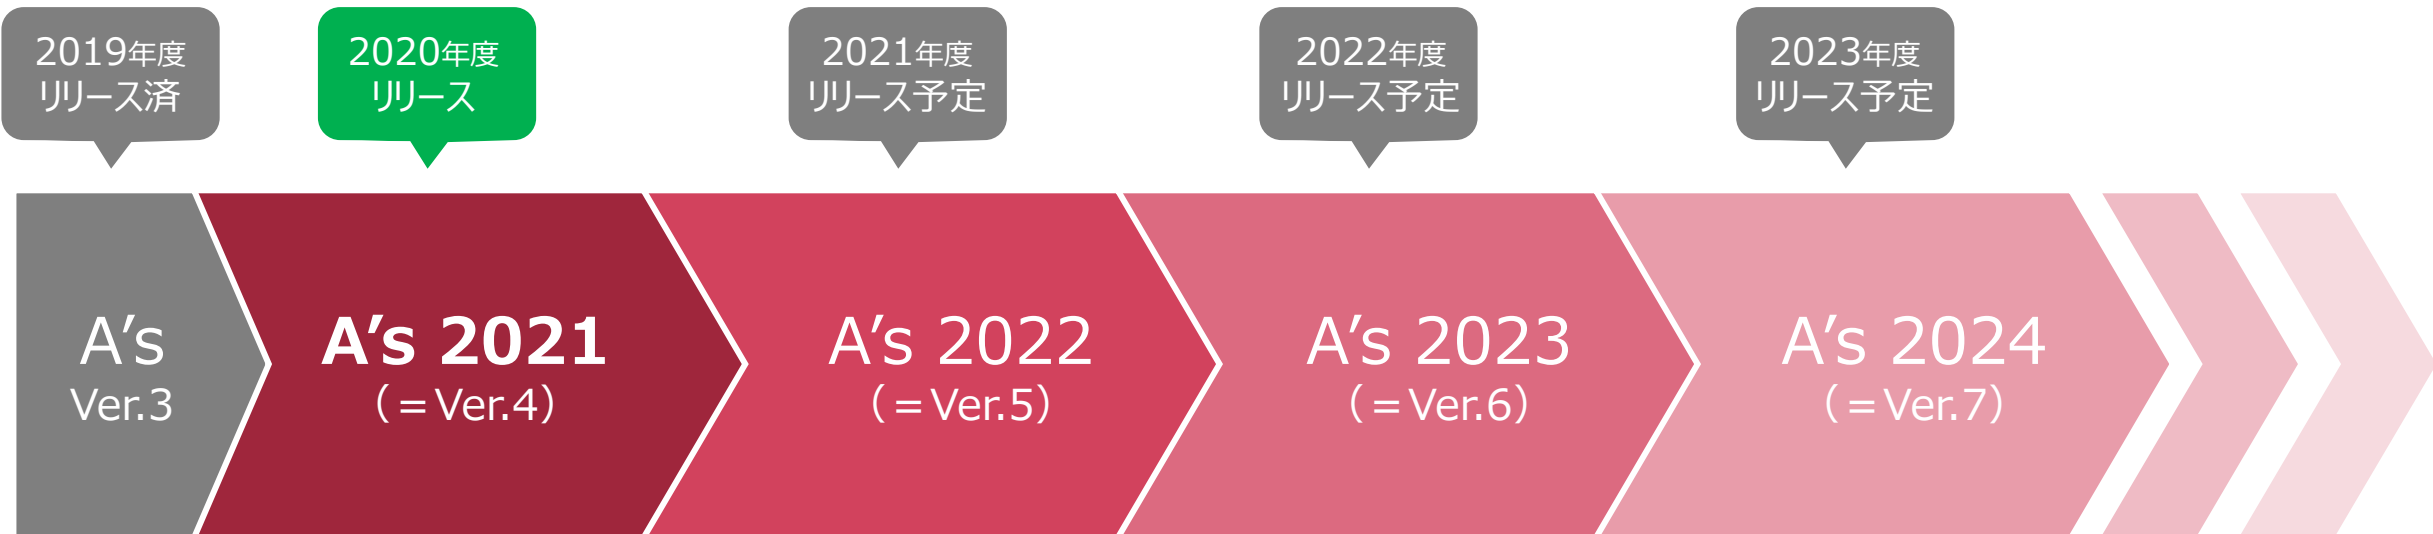 2019年度
リリース済
2020年度
リリース
2021年度
リリース予定
2022年度
リリース予定
2023年度
リリース予定
A’s
Ver.3
A’s 2021
（＝Ver.4）
A’s 2022
（＝Ver.5）
A’s 2023
（＝Ver.6）
A’s 2024
（＝Ver.7）